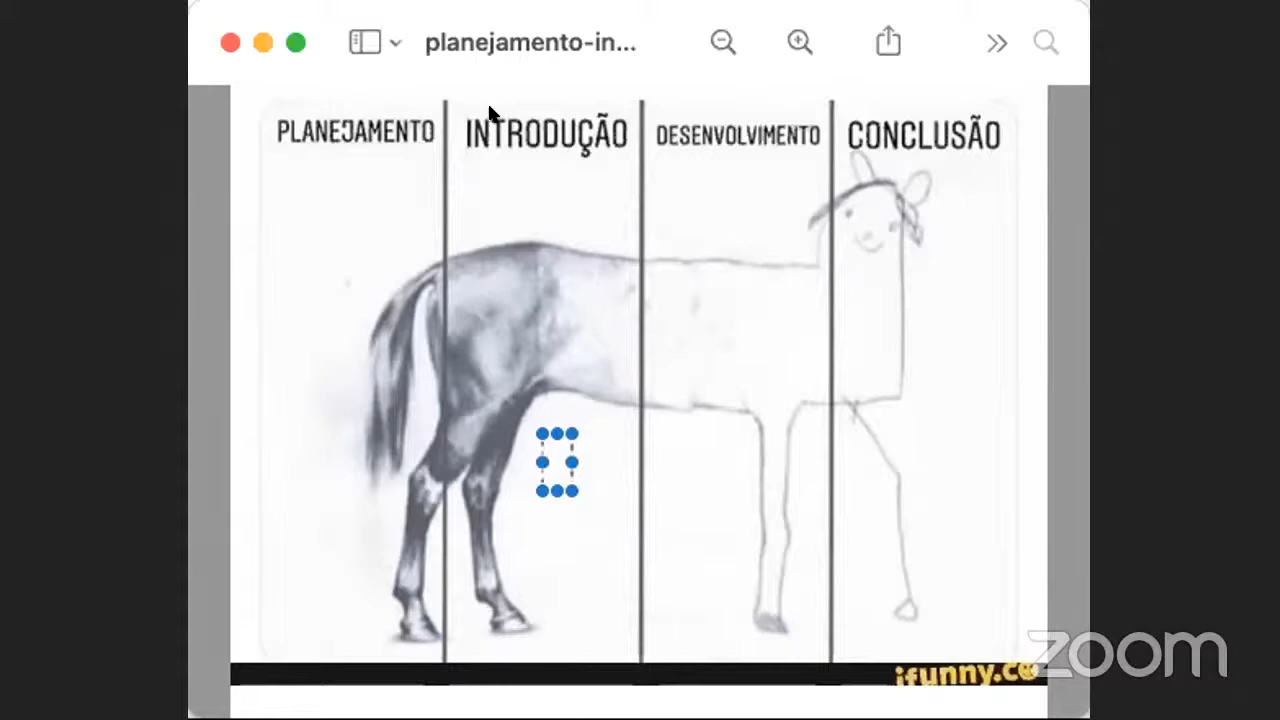 planejamento-in...
PLANEJAMENTO
INTRODUÇÃO
DESENVOLVIMENTO
CONCLUSÃO
ifunny.co
zoom